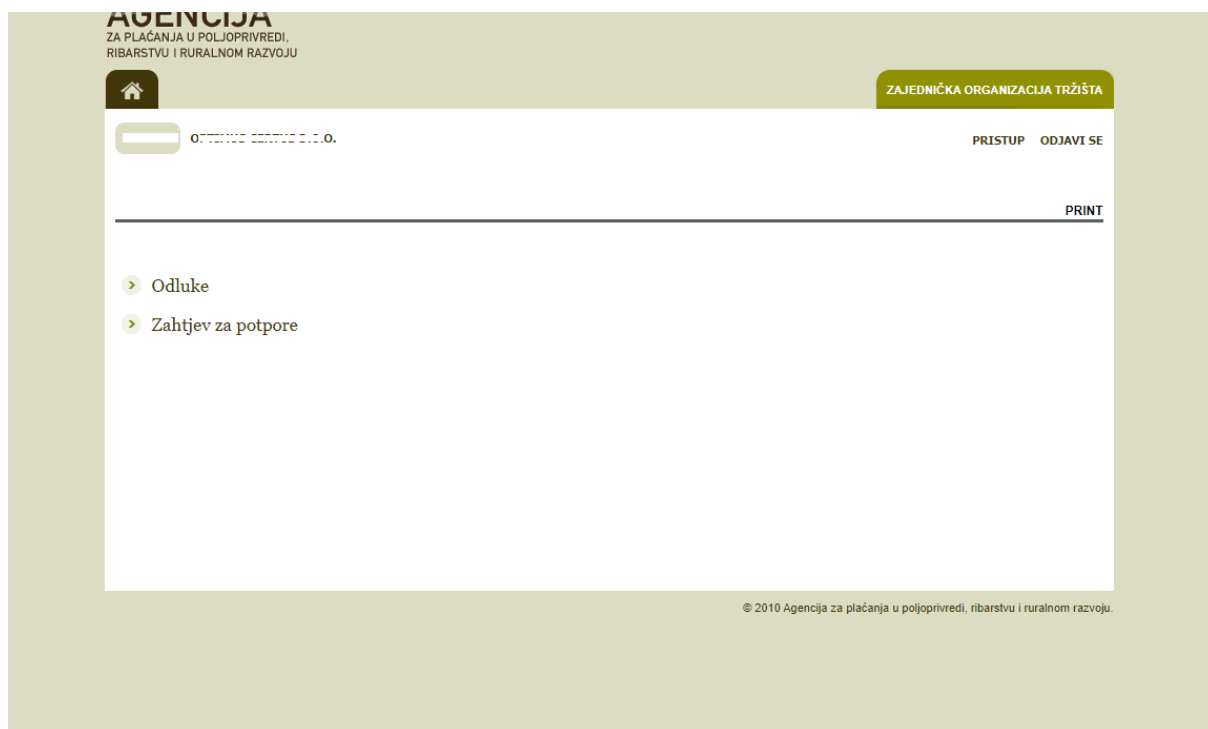 AGENCIJA
ZA PLAĆANJA U POLJOPRIVREDI,
RIBARSTVU I RURALNOM RAZVOJU
ZAJEDNIČKA ORGANIZACIJA TRŽIŠTA
PRISTUP ODJAVI SE
PRINT
Odluke
Zahtjev za potpore
© 2010 Agencija za plaćanja u poljoprivredi, ribarstvu i ruralnom razvoju.